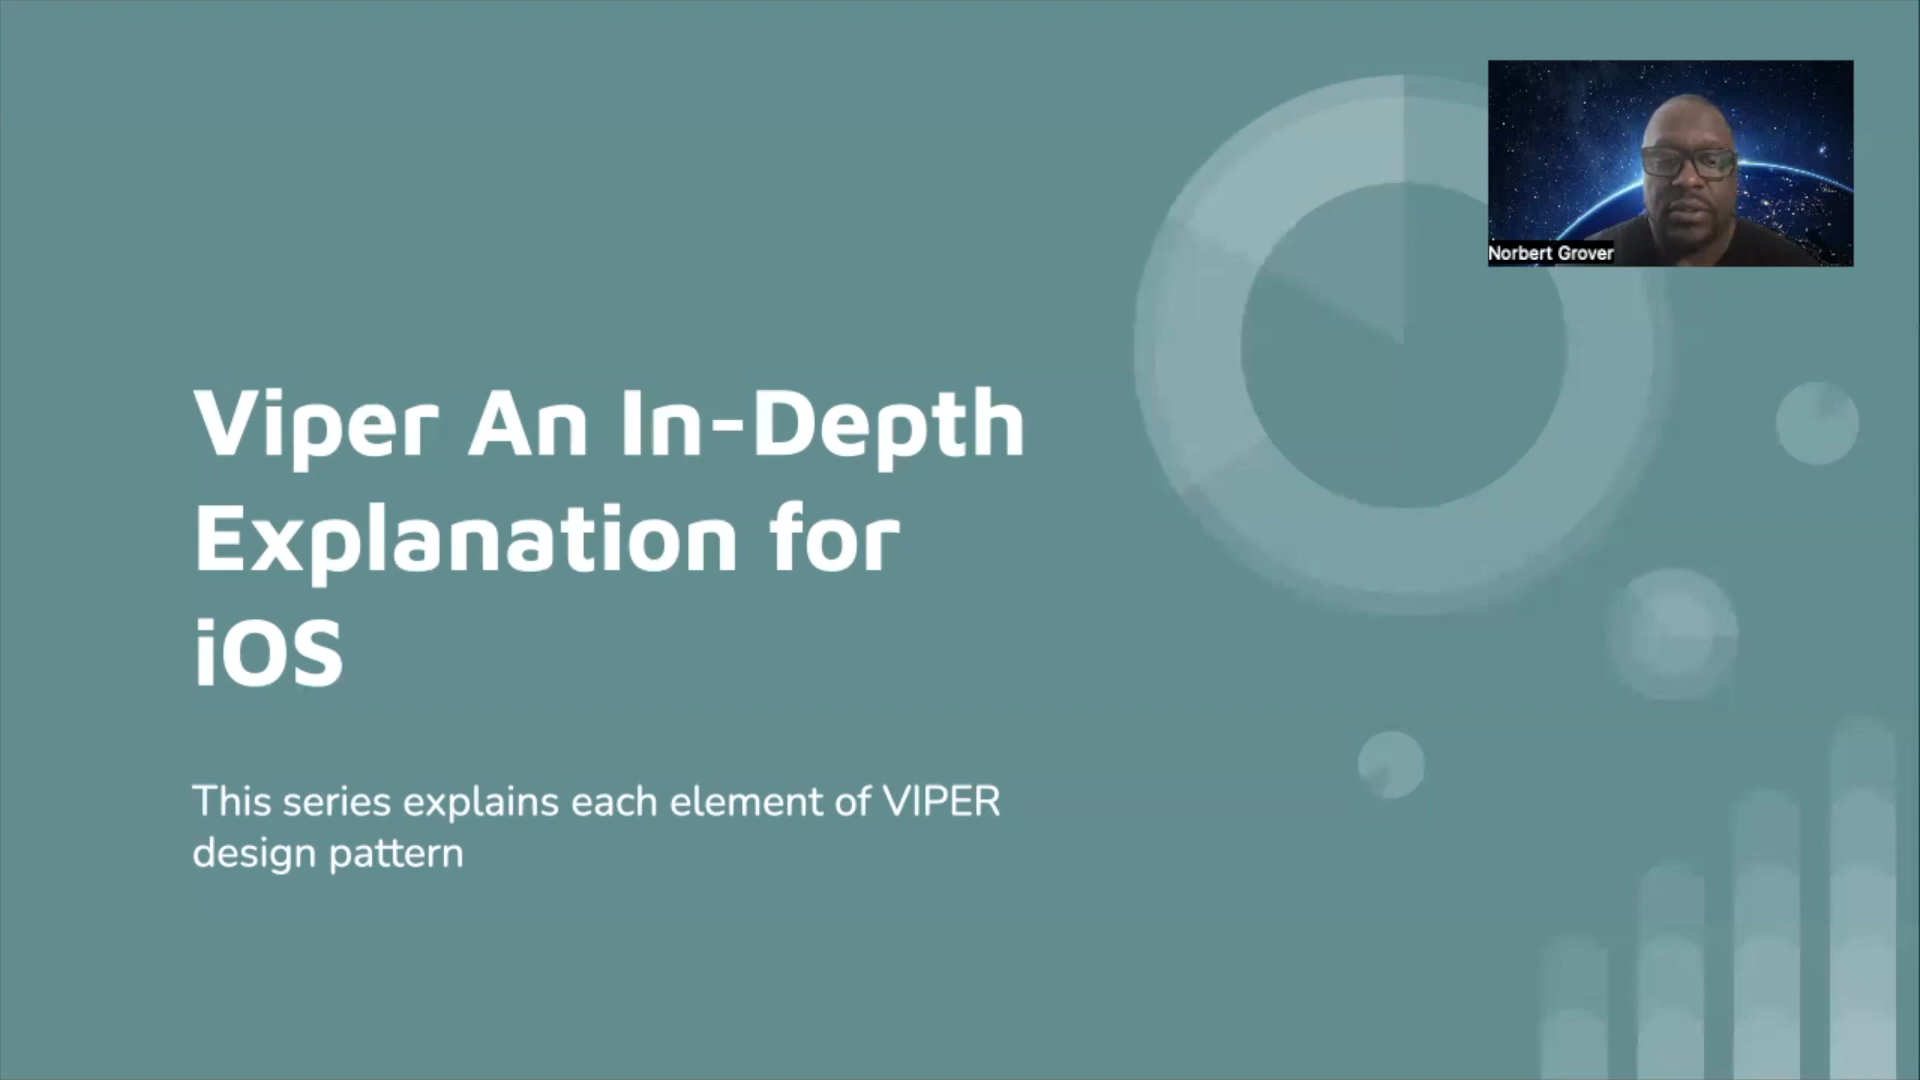 Norbert Grover
Viper An In-Depth
Explanation for
iOS
This series explains each element of VIPER
design pattern